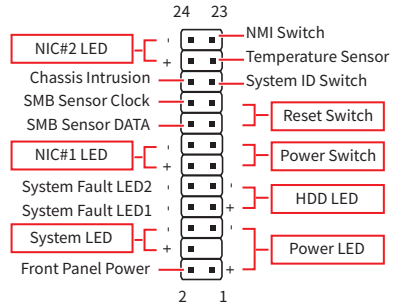 24 23
NMI Switch
NIC#2 LED - +
Temperature Sensor
Chassis Intrusion
System ID Switch
SMB Sensor Clock
Reset Switch
SMB Sensor DATA
NIC#1 LED - +
Power Switch
System Fault LED2
- +
HDD LED
System Fault LED1
System LED - +
- +
Power LED
Front Panel Power
2 1